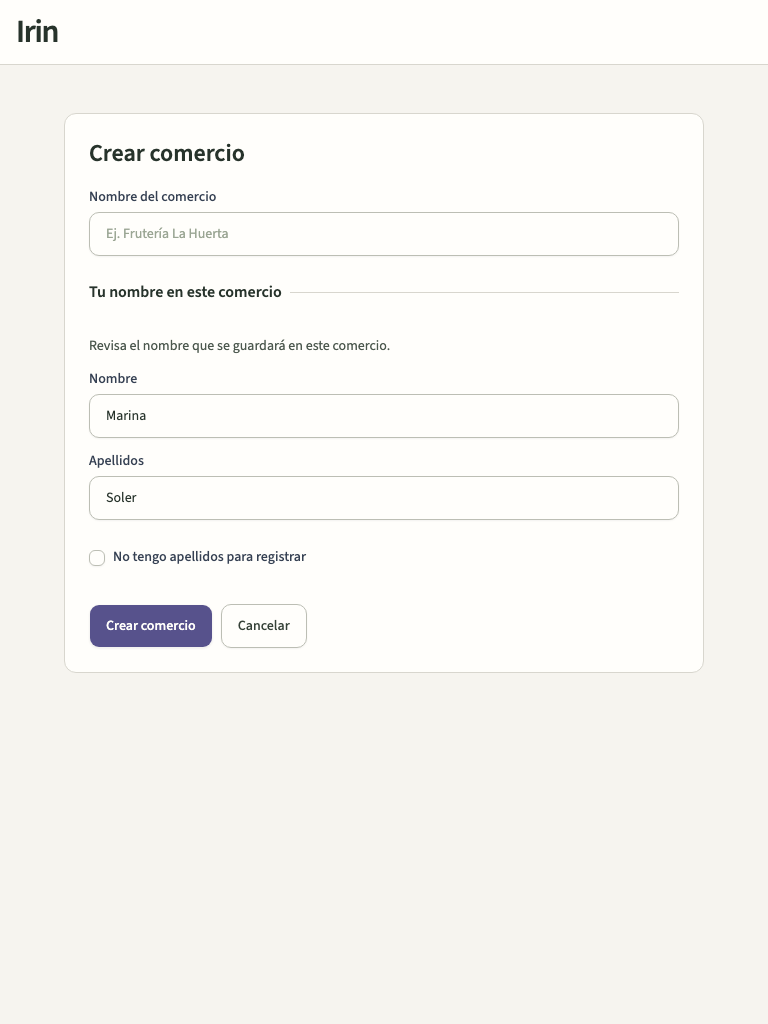 Irin
Crear comercio
Nombre del comercio
Ej. Frutería La Huerta
Tu nombre en este comercio
Revisa el nombre que se guardará en este comercio.
Nombre
Marina
Apellidos
Soler
No tengo apellidos para registrar
Crear comercio
Cancelar